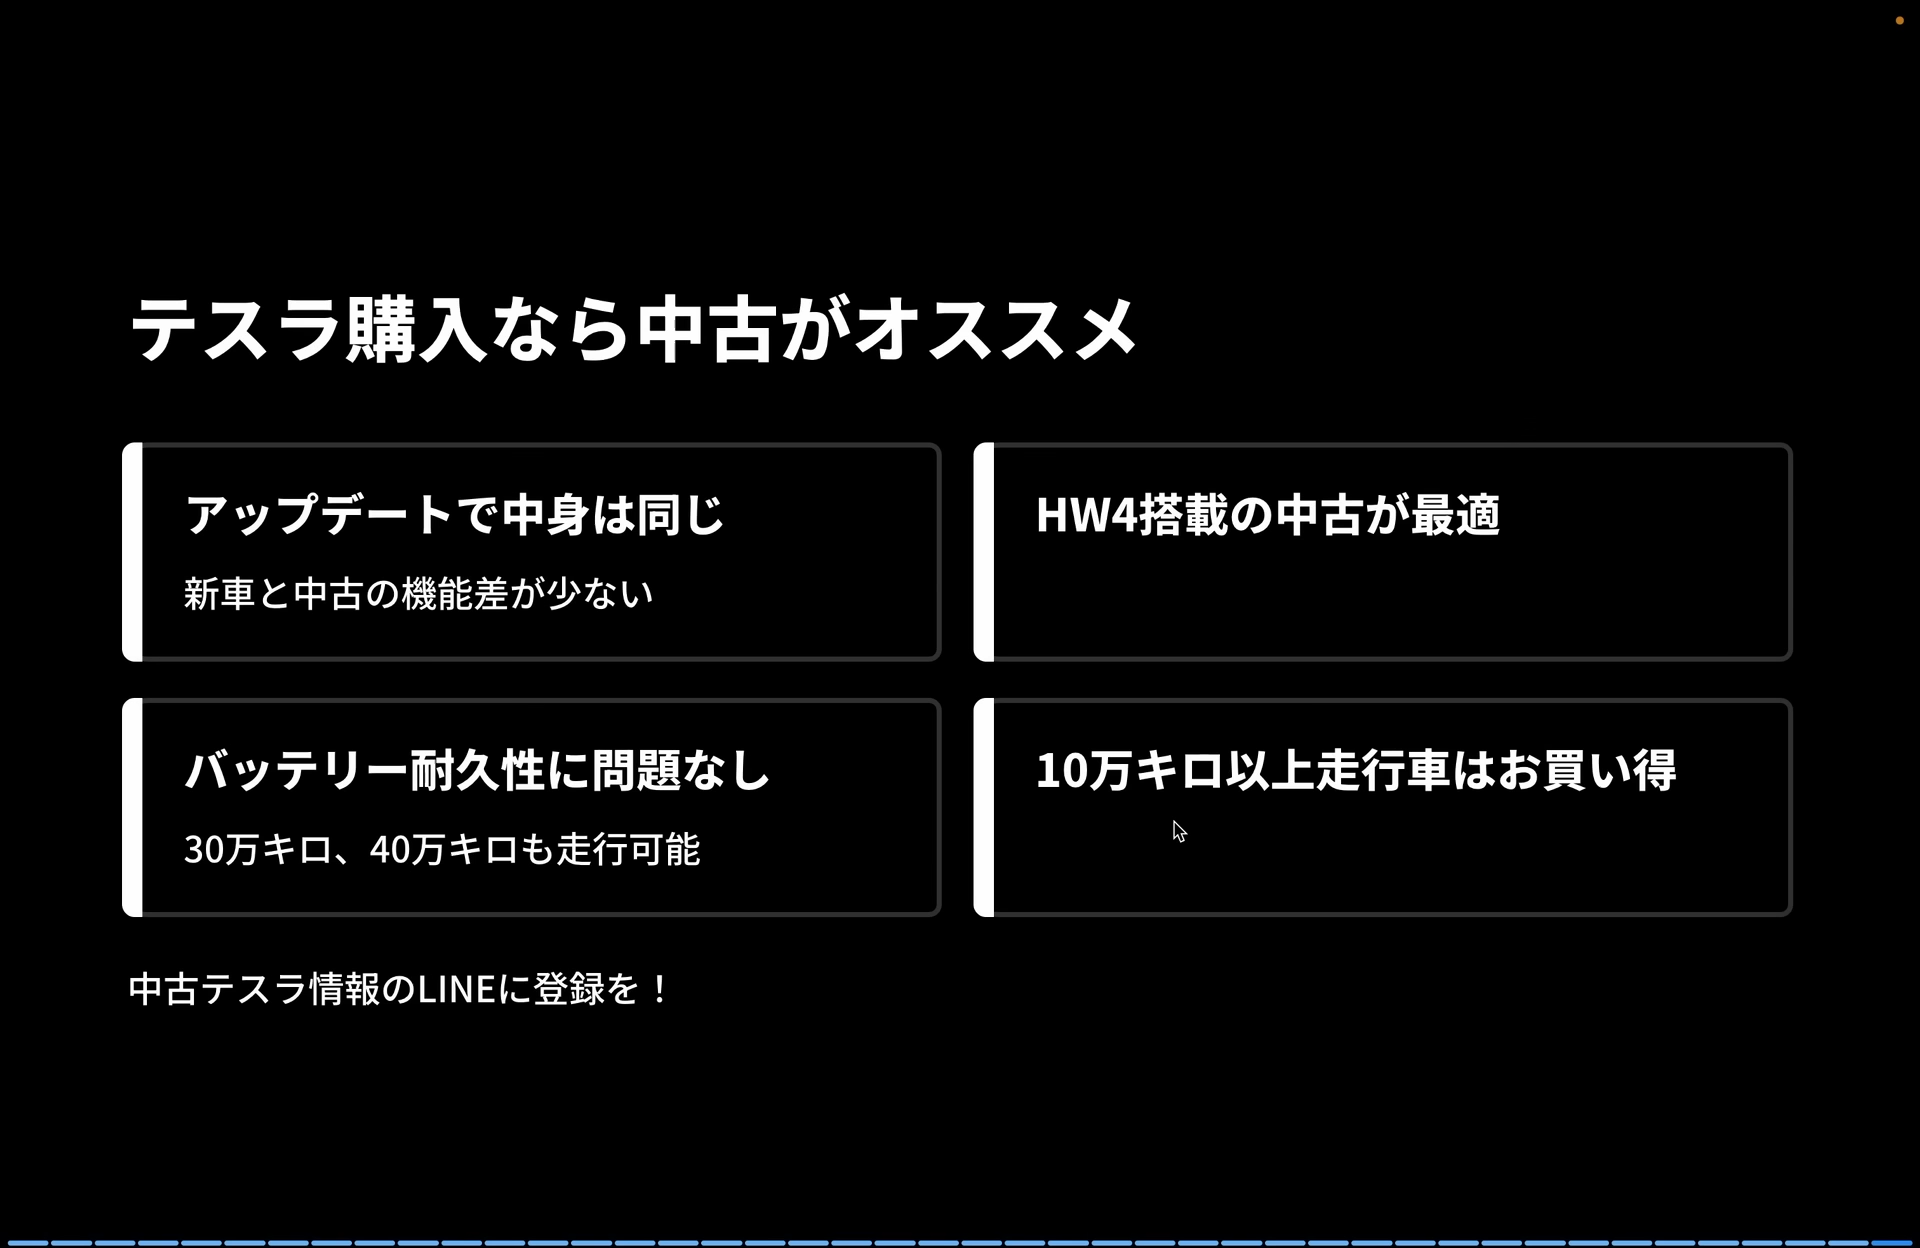 テスラ購入なら中古がオススメ
アップデートで中身は同じ
新車と中古の機能差が少ない
HW4搭載の中古が最適
バッテリー耐久性に問題なし
30万キロ、40万キロも走行可能
10万キロ以上走行車はお買い得
中古テスラ情報のLINEに登録を！